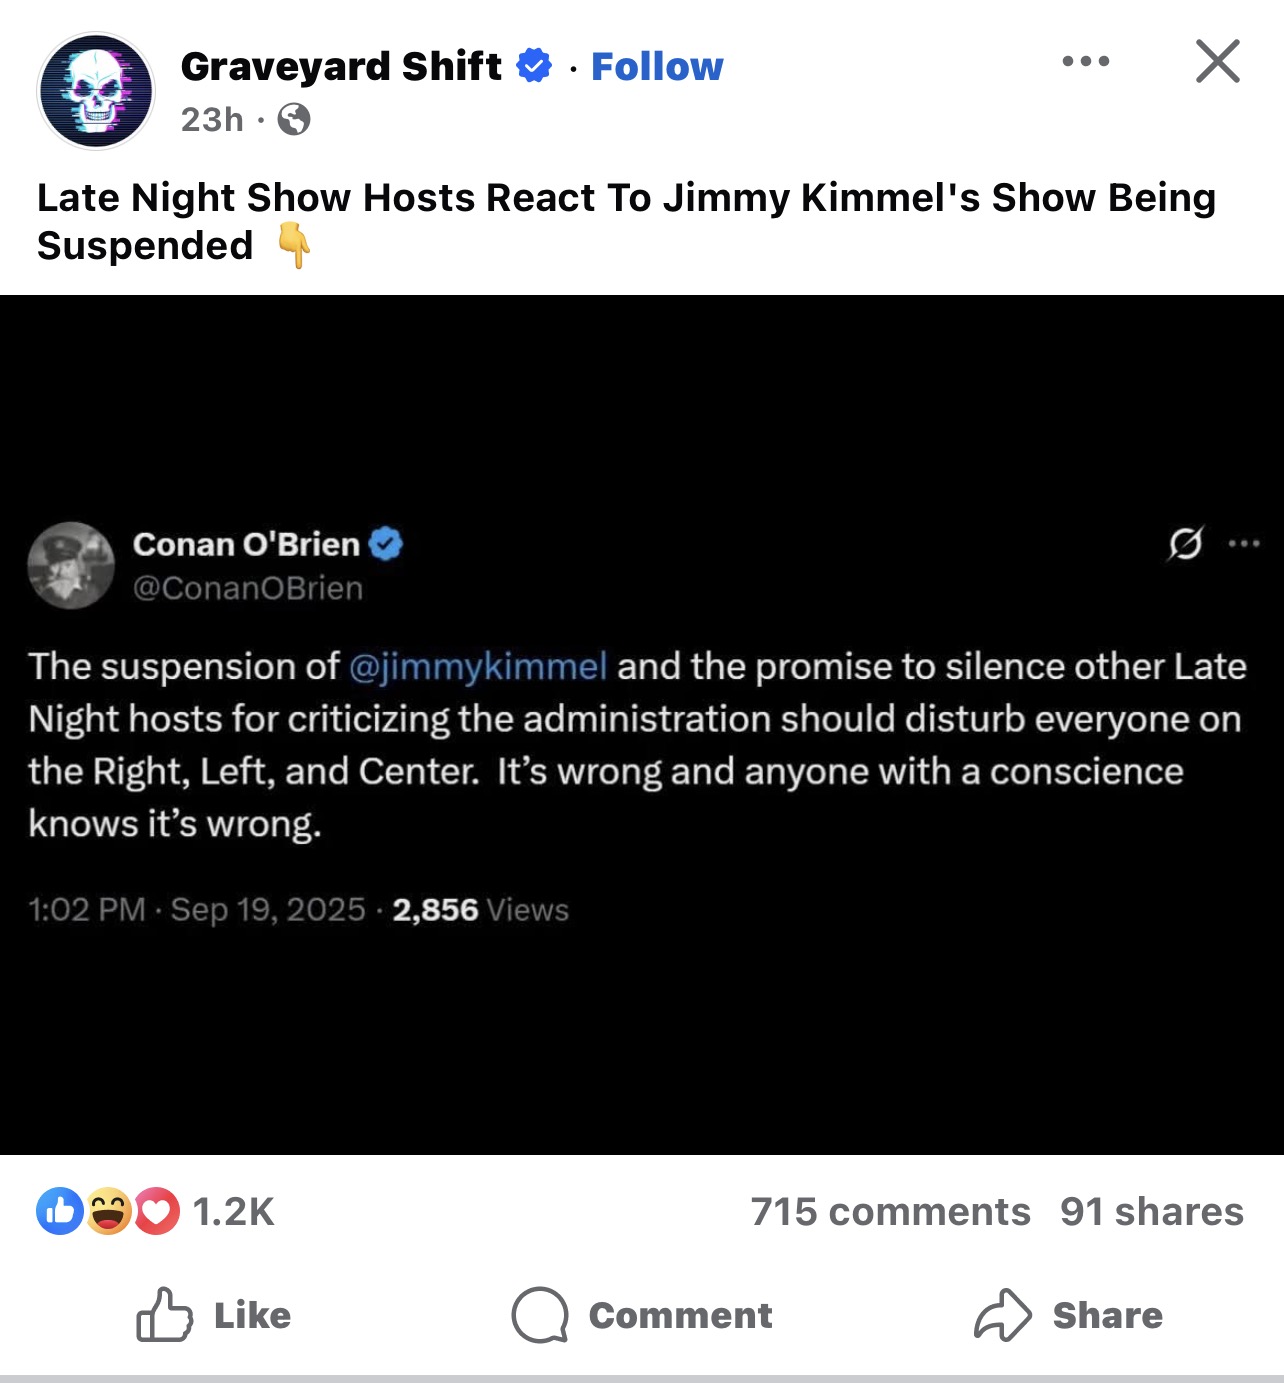 Graveyard Shift · Follow
23h ·
Late Night Show Hosts React To Jimmy Kimmel's Show Being
Suspended 👇
Conan O'Brien
@ConanOBrien
The suspension of @jimmykimmel and the promise to silence other Late
Night hosts for criticizing the administration should disturb everyone on
the Right, Left, and Center.  It’s wrong and anyone with a conscience
knows it’s wrong.
1:02 PM · Sep 19, 2025 · 2,856 Views
1.2K 715 comments 91 shares
Like Comment Share